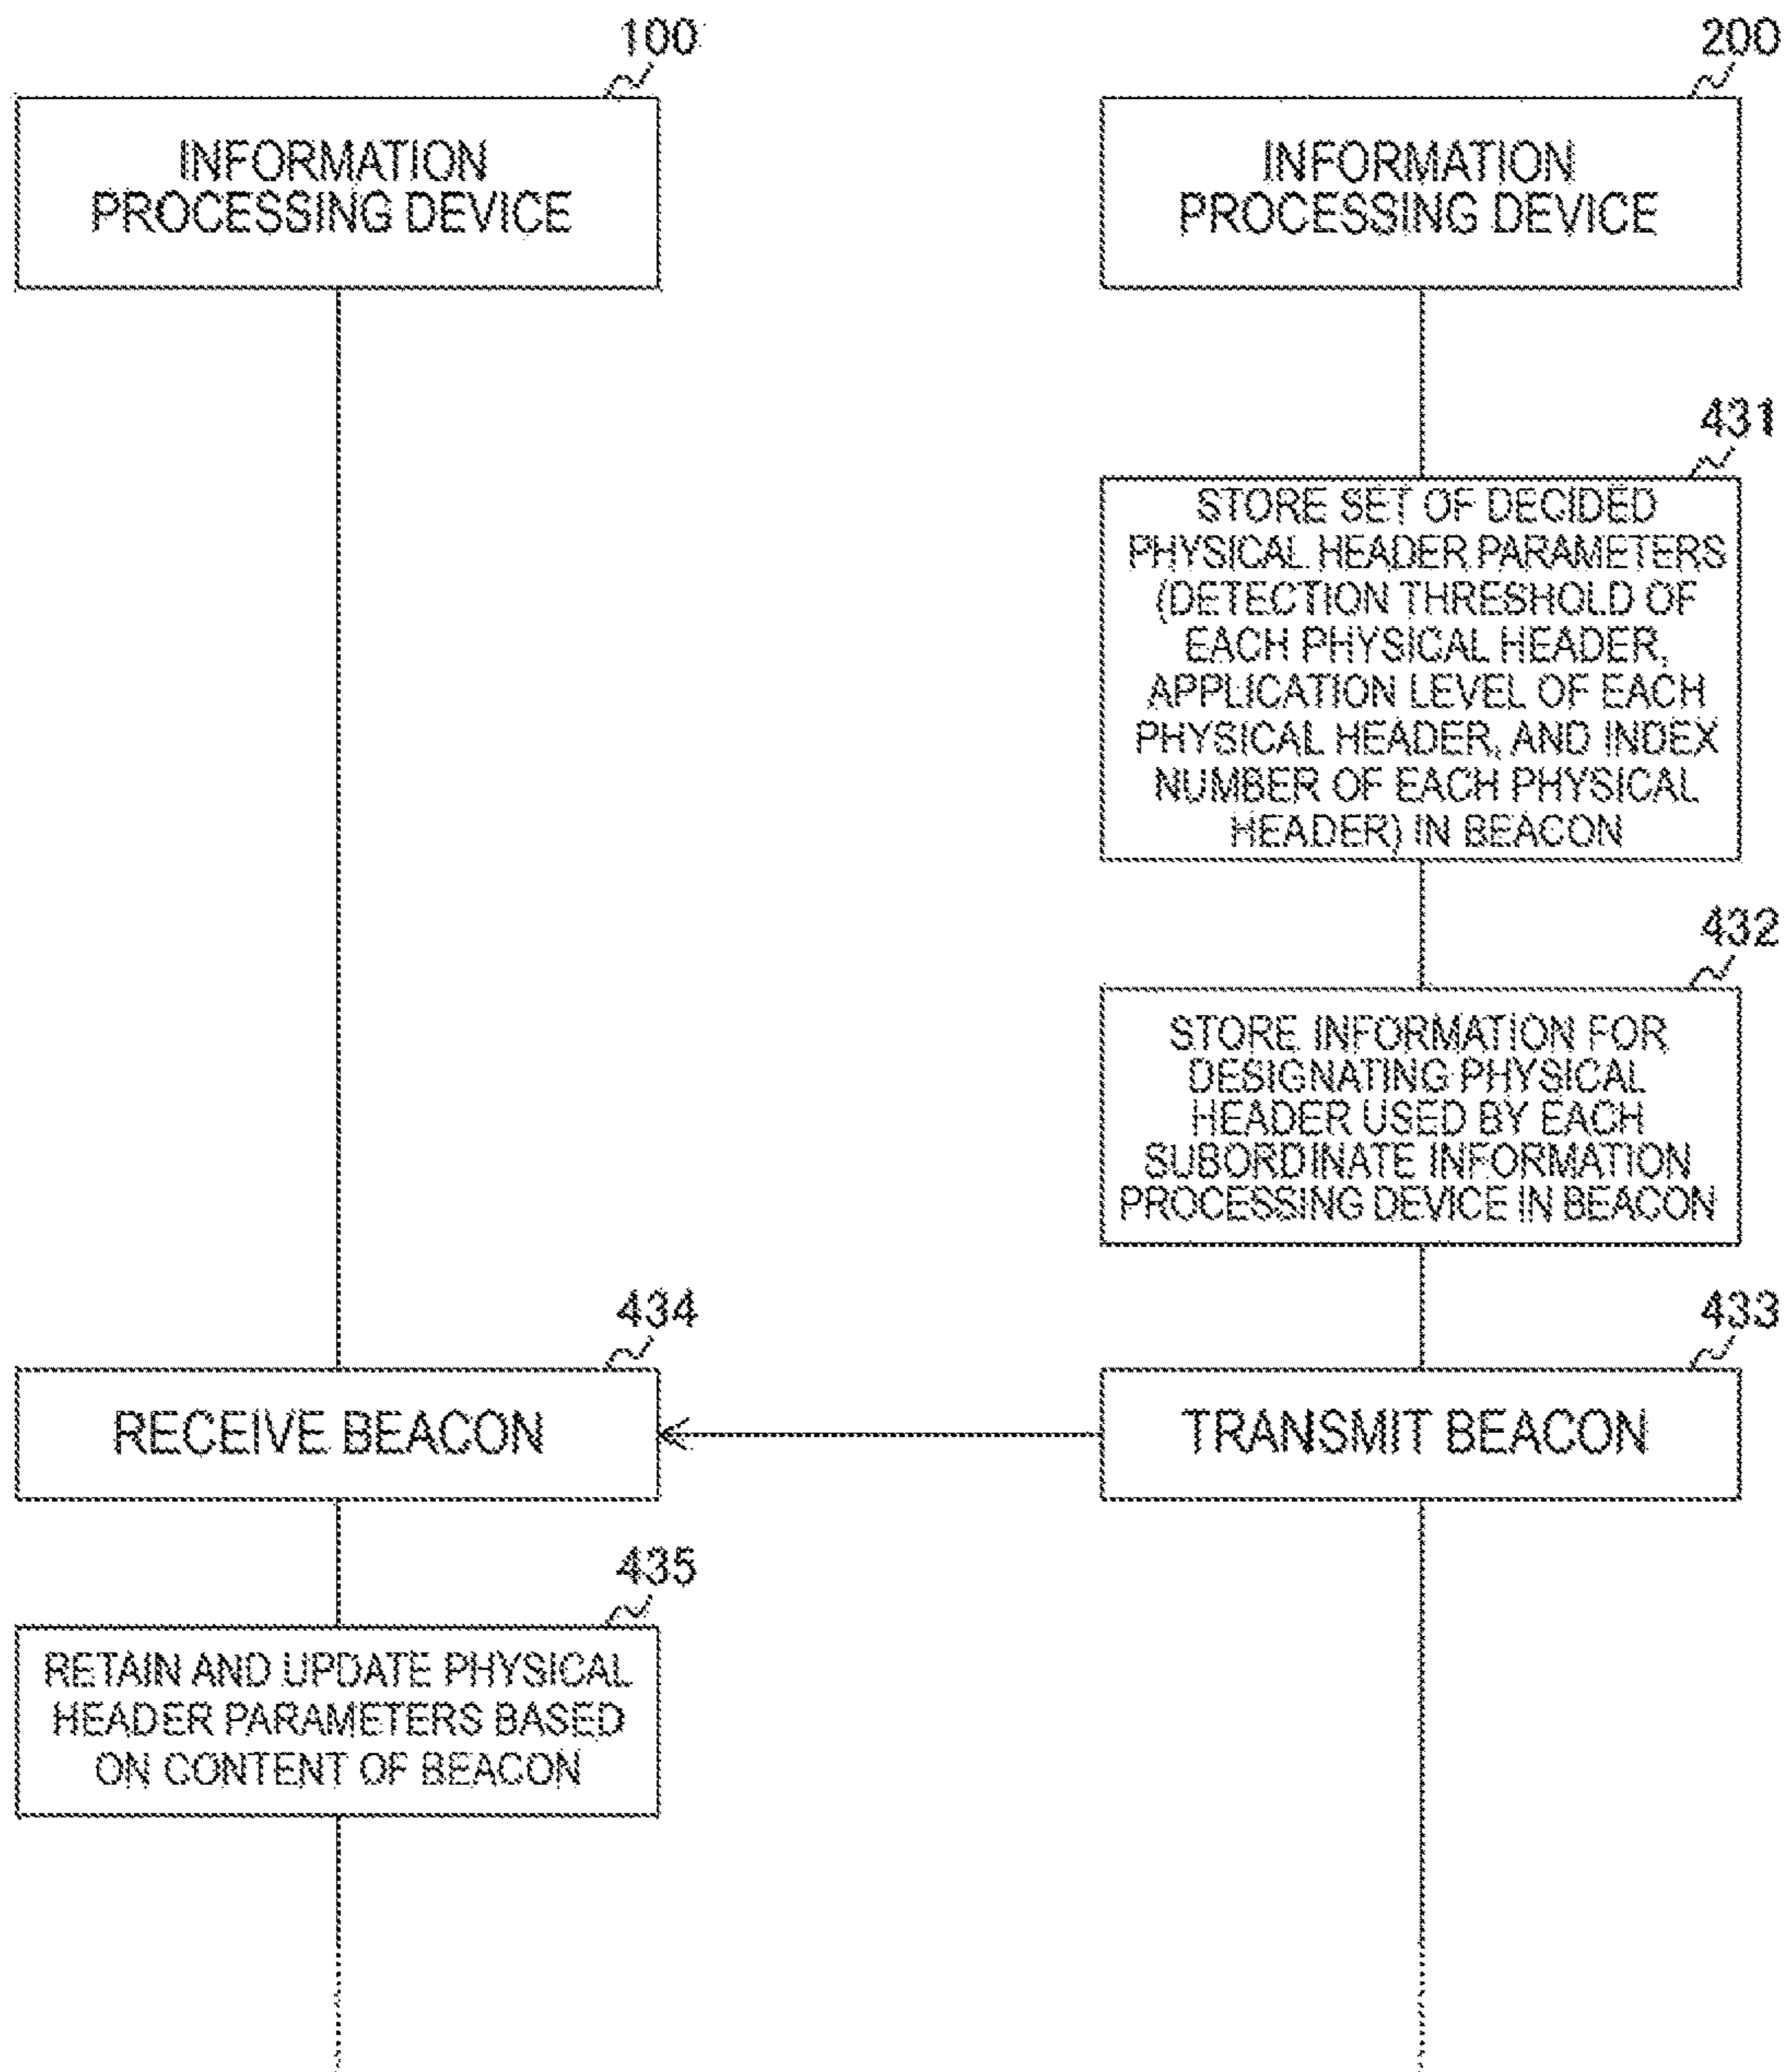 100
200
INFORMATION
PROCESSING DEVICE
INFORMATION
PROCESSING DEVICE
431
STORE SET OF DECIDED
PHYSICAL HEADER PARAMETERS
(DETECTION THRESHOLD OF
EACH PHYSICAL HEADER,
APPLICATION LEVEL OF EACH
PHYSICAL HEADER, AND INDEX
NUMBER OF EACH PHYSICAL
HEADER) IN BEACON
432
STORE INFORMATION FOR
DESIGNATING PHYSICAL
HEADER USED BY EACH
SUBORDINATE INFORMATION
PROCESSING DEVICE IN BEACON
434
433
RECEIVE BEACON
TRANSMIT BEACON
435
RETAIN AND UPDATE PHYSICAL
HEADER PARAMETERS BASED
ON CONTENT OF BEACON